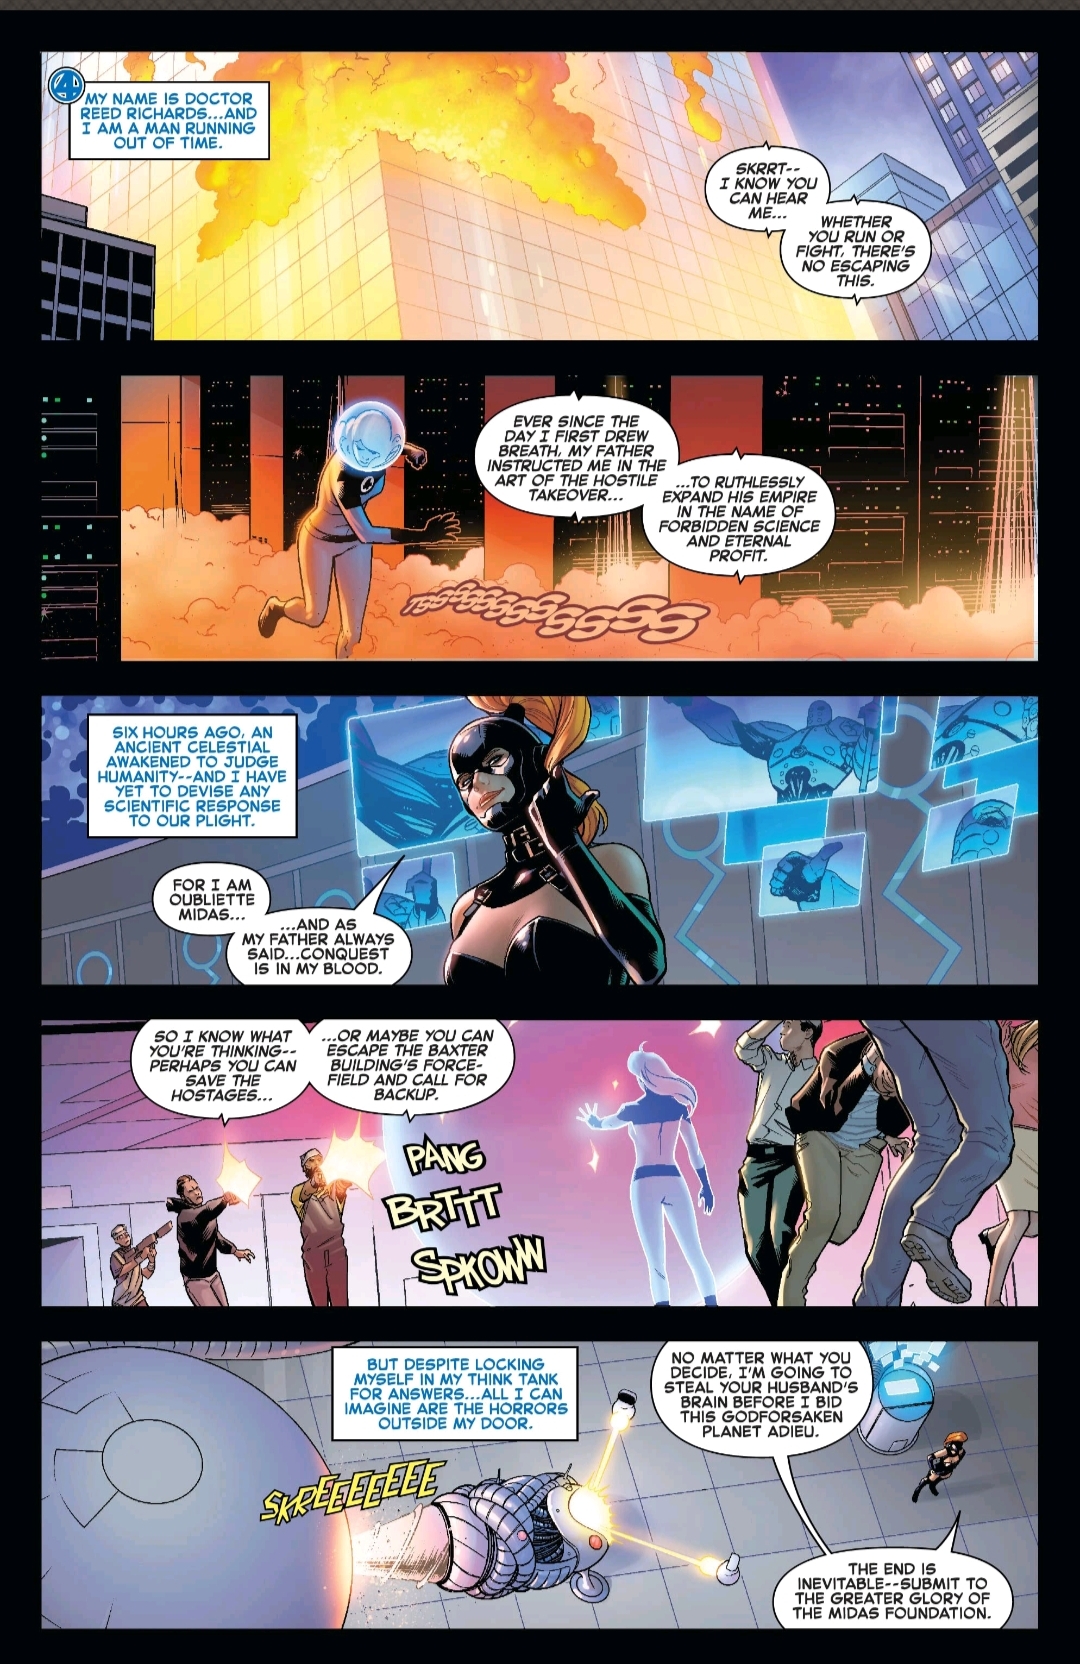 4
MY NAME IS DOCTOR
REED RICHARDS...AND
I AM A MAN RUNNING
OUT OF TIME.
SKRRT--
I KNOW YOU
CAN HEAR
ME...
WHETHER
YOU RUN OR
FIGHT, THERE'S
NO ESCAPING
THIS.
EVER SINCE THE
DAY I FIRST DREW
BREATH, MY FATHER
INSTRUCTED ME IN THE
ART OF THE HOSTILE
TAKEOVER...
...TO RUTHLESSLY
EXPAND HIS EMPIRE
IN THE NAME OF
FORBIDDEN SCIENCE
AND ETERNAL
PROFIT.
TSSSSSSSSSSSS
SIX HOURS AGO, AN
ANCIENT CELESTIAL
AWAKENED TO JUDGE
HUMANITY--AND I HAVE
YET TO DEVISE ANY
SCIENTIFIC RESPONSE
TO OUR PLIGHT.
FOR I AM
OUBLIETTE
MIDAS...
...AND AS
MY FATHER ALWAYS
SAID...CONQUEST
IS IN MY BLOOD.
SO I KNOW WHAT
YOU'RE THINKING--
PERHAPS YOU CAN
SAVE THE
HOSTAGES...
...OR MAYBE YOU CAN
ESCAPE THE BAXTER
BUILDING'S FORCE-
FIELD AND CALL FOR
BACKUP.
PANG
BRTTT
SPKOWW
BUT DESPITE LOCKING
MYSELF IN MY THINK TANK
FOR ANSWERS...ALL I CAN
IMAGINE ARE THE HORRORS
OUTSIDE MY DOOR.
NO MATTER WHAT YOU
DECIDE, I'M GOING TO
STEAL YOUR HUSBAND'S
BRAIN BEFORE I BID
THIS GODFORSAKEN
PLANET ADIEU.
SKREEEEEEE
THE END IS
INEVITABLE--SUBMIT TO
THE GREATER GLORY OF
THE MIDAS FOUNDATION.